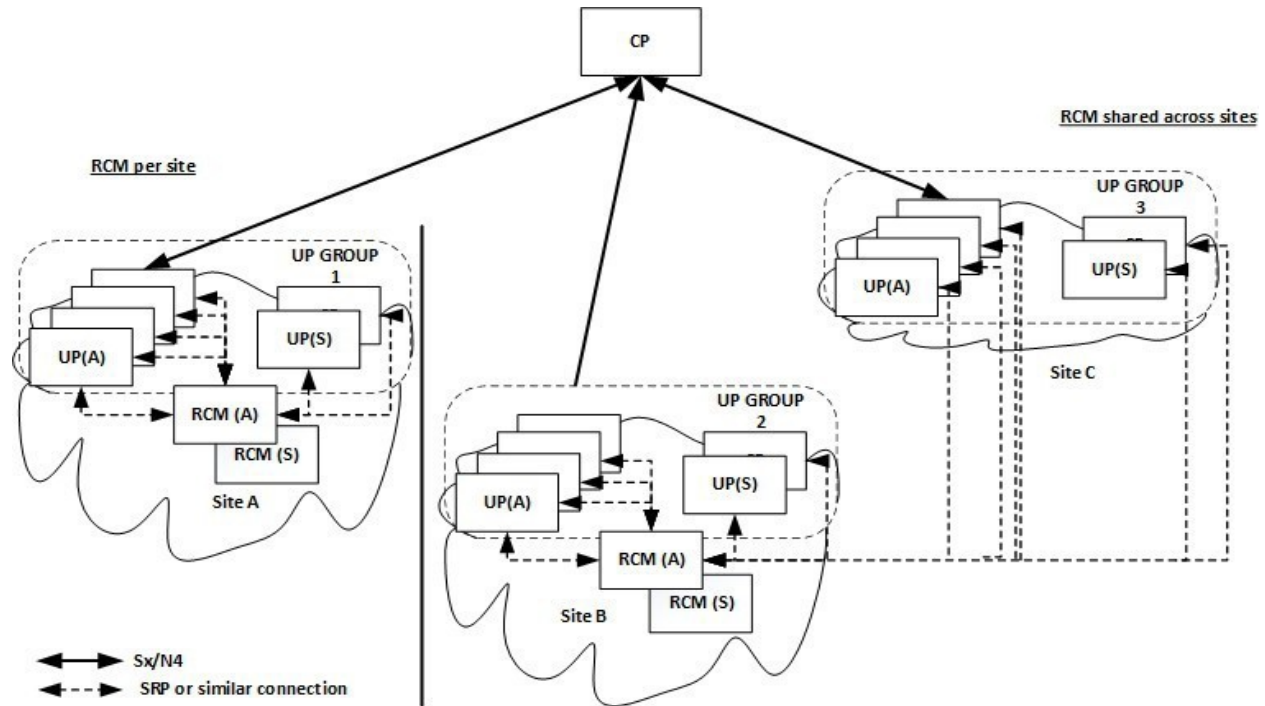 CP
RCM shared across sites
RCM per site
UP GROUP
3
UP(S)
UP(A)
Site C
UP GROUP
1
UP(S)
UP(A)
RCM (A)
RCM (S)
Site A
UP GROUP
2
UP(S)
UP(A)
RCM (A)
RCM (S)
Site B
Sx/N4
SRP or similar connection